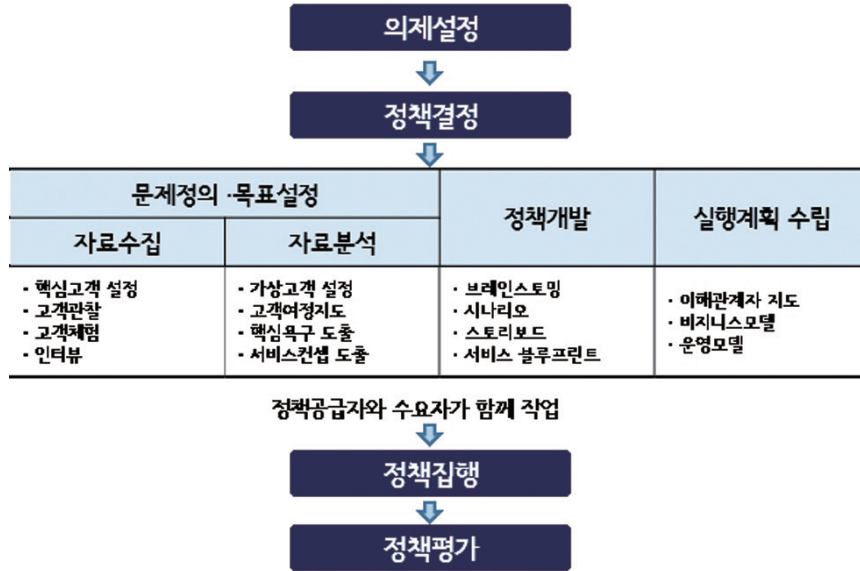 의제설정
정책결정
문제정의 ·목표설정
정책개발
실행계획 수립
자료수집
자료분석
· 핵심고객 설정
· 고객관찰
· 고객체험
· 인터뷰
· 가상고객 설정
· 고객여정지도
· 핵심욕구 도출
· 서비스컨셉 도출
· 브레인스토밍
· 시나리오
· 스토리보드
· 서비스 블루프린트
· 이해관계자 지도
· 비지니스모델
· 운영모델
정책공급자와 수요자가 함께 작업
정책집행
정책평가